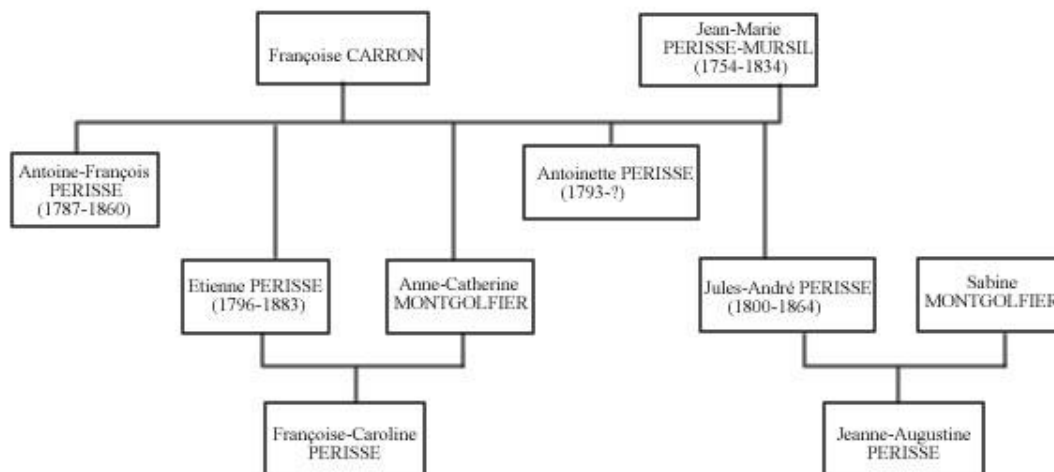 Françoise CARRON
Jean-Marie
PERISSE-MURSIL
(1754-1834)
Antoine-François
PERISSE
(1787-1860)
Antoinette PERISSE
(1793-?)
Etienne PERISSE
(1796-1883)
Anne-Catherine
MONTGOLFIER
Jules-André PERISSE
(1800-1864)
Sabine
MONTGOLFIER
Françoise-Caroline
PERISSE
Jeanne-Augustine
PERISSE